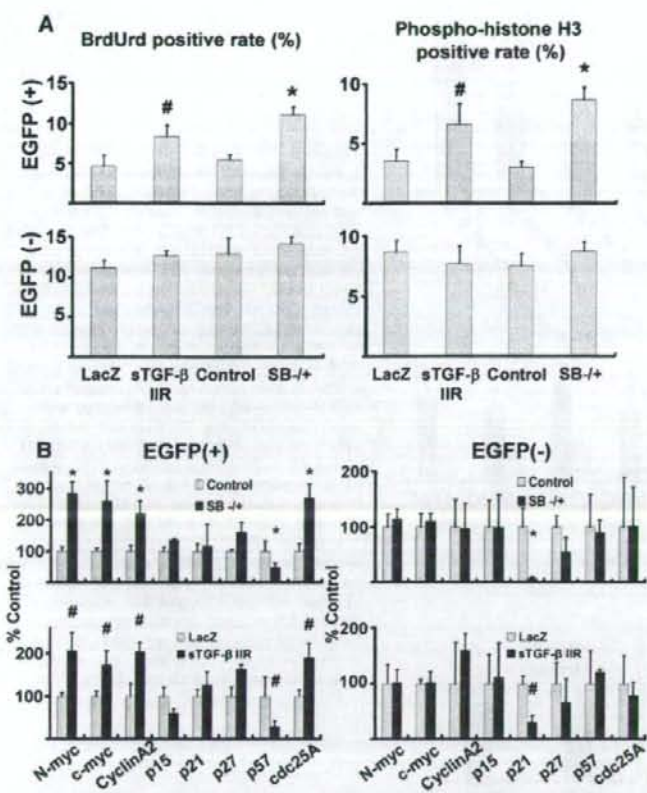 A
BrdUrd positive rate (%)
Phospho-histone H3
positive rate (%)
EGFP (+)
15
10
5
#
*
10
5
#
*
EGFP (-)
15
10
5
10
5
LacZ sTGF-β Control SB-/+
IIR
LacZ sTGF-β Control SB-/+
IIR
B
EGFP(+)
EGFP(-)
% Control
300
200
100
* * * * *
Control
SB -/+
200
100
*
Control
SB -/+
200
100
# # # # #
LacZ
sTGF-β IIR
200
100
#
LacZ
sTGF-β IIR
N-myc c-myc CyclinA2 p15 p21 p27 p57 cdc25A
N-myc c-myc CyclinA2 p15 p21 p27 p57 cdc25A